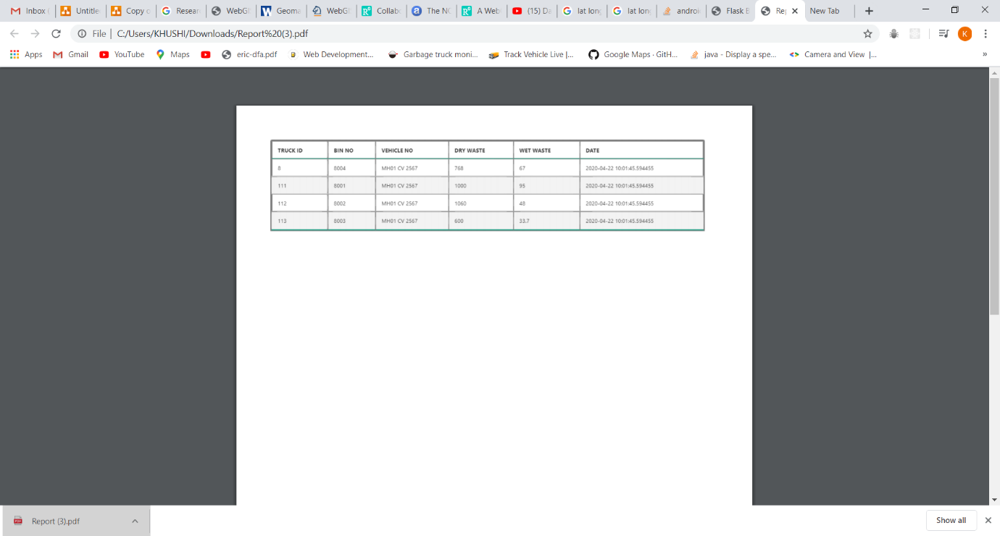 Inbox ( Untitle Copy o Resear WebGI Geoma WebGI Collabo The NO A Web (15) Da lat long lat long androi Flask B Rep New Tab
File | C:/Users/KHUSHI/Downloads/Report%20(3).pdf K
Apps Gmail YouTube Maps eric-dfa.pdf Web Development... Garbage truck moni... Track Vehicle Live |... Google Maps · GitH... java - Display a spe... Camera and View |... »
TRUCK ID BIN NO VEHICLE NO DRY WASTE WET WASTE DATE
8 8004 MH01 CV 2567 768 67 2020-04-22 10:01:45.594455
111 8001 MH01 CV 2567 1000 95 2020-04-22 10:01:45.594455
112 8002 MH01 CV 2567 1060 48 2020-04-22 10:01:45.594455
113 8003 MH01 CV 2567 600 33.7 2020-04-22 10:01:45.594455
Report (3).pdf Show all